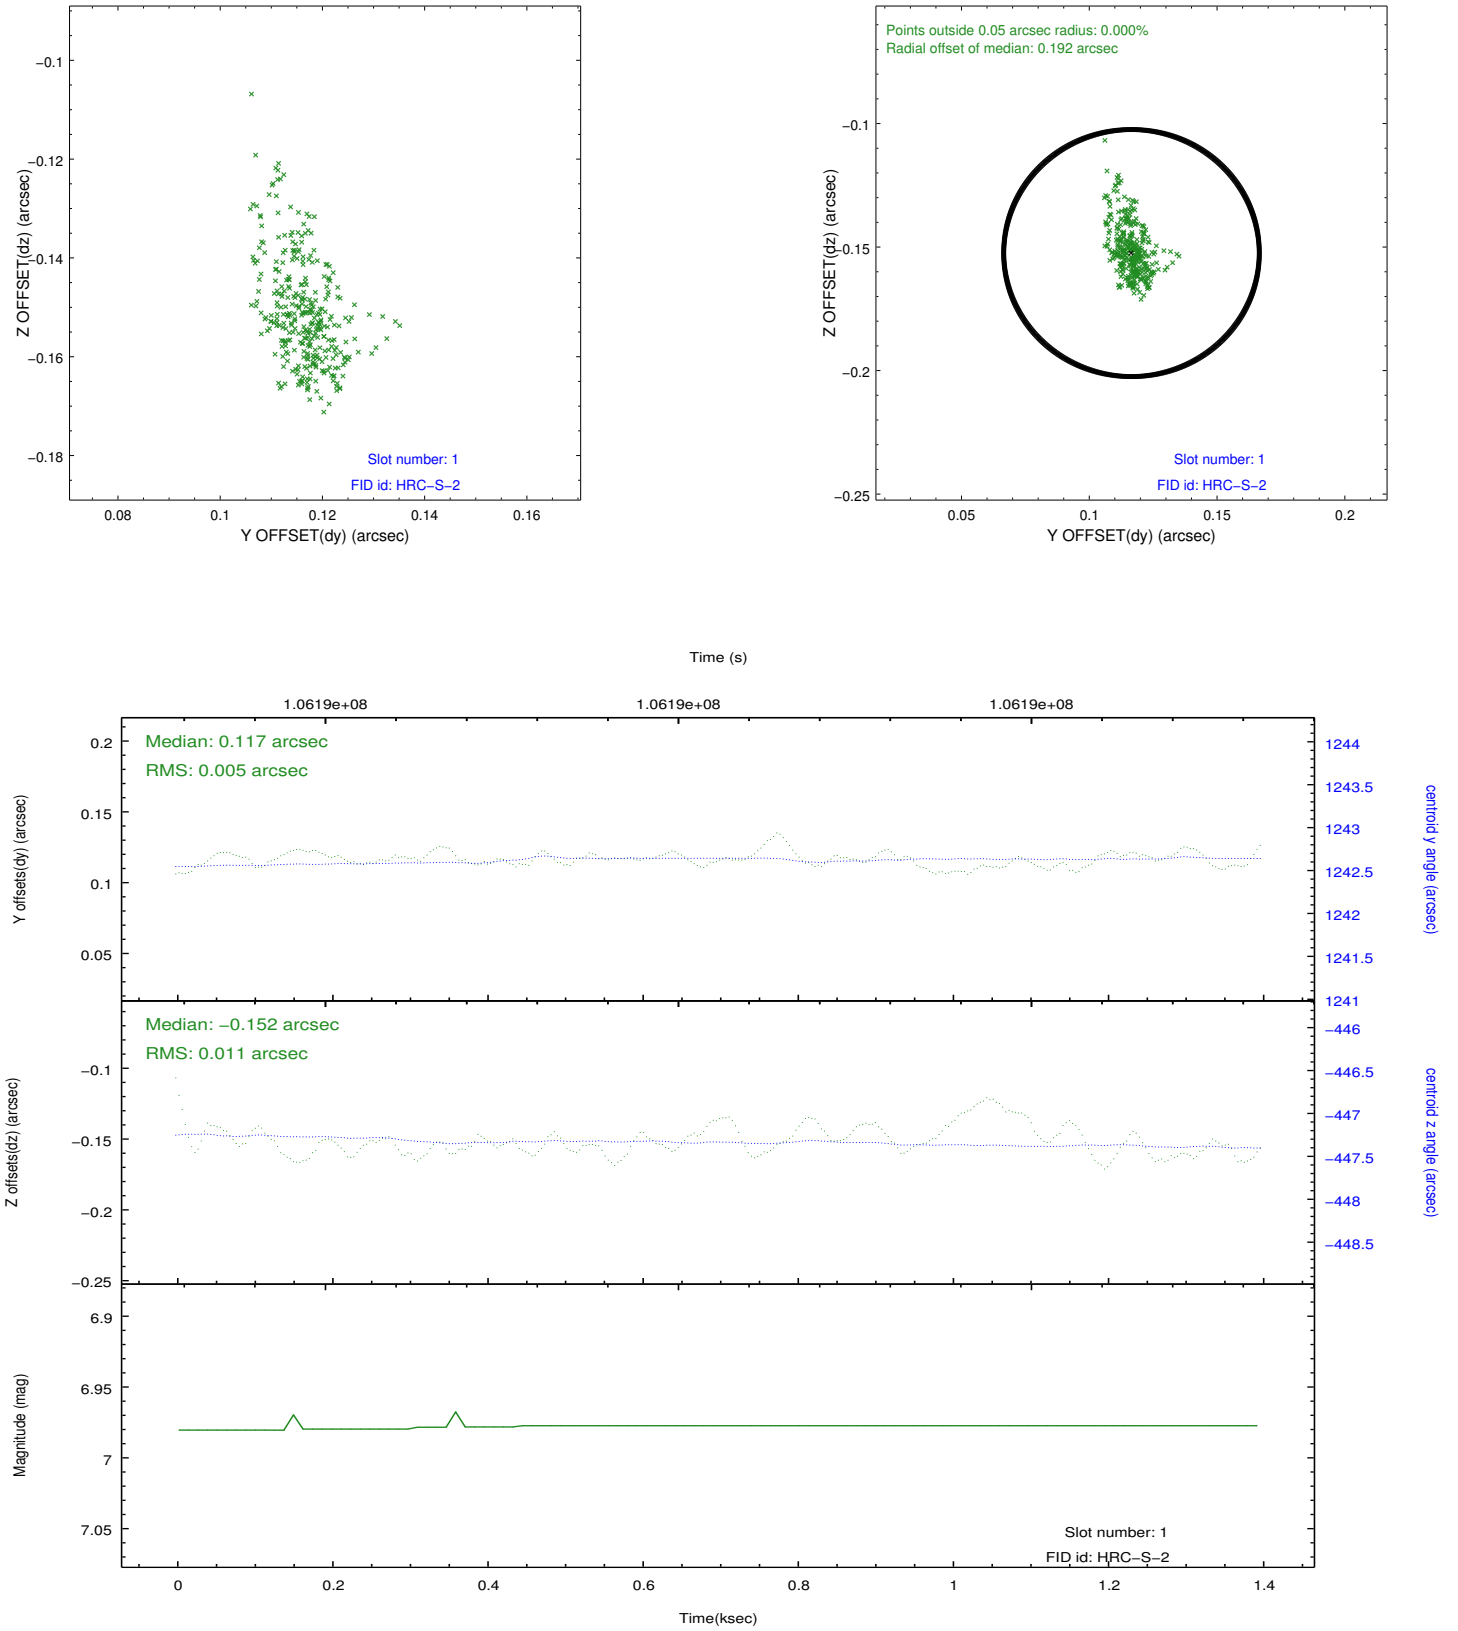 −0.1
−0.12
−0.14
−0.16
−0.18
Z OFFSET(dz) (arcsec)
Slot number: 1
FID id: HRC−S−2
0.08 0.1 0.12 0.14 0.16
Y OFFSET(dy) (arcsec)
Points outside 0.05 arcsec radius: 0.000%
Radial offset of median: 0.192 arcsec
−0.1
−0.15
−0.2
−0.25
Z OFFSET(dz) (arcsec)
Slot number: 1
FID id: HRC−S−2
0.05 0.1 0.15 0.2
Y OFFSET(dy) (arcsec)
Time (s)
1.0619e+08 1.0619e+08 1.0619e+08
Median: 0.117 arcsec
RMS: 0.005 arcsec
0.2
0.15
0.1
0.05
Y offsets(dy) (arcsec)
1244
1243.5
1243
1242.5
1242
1241.5
1241
centroid y angle (arcsec)
Median: −0.152 arcsec
RMS: 0.011 arcsec
−0.1
−0.15
−0.2
−0.25
Z offsets(dz) (arcsec)
−446
−446.5
−447
−447.5
−448
−448.5
centroid z angle (arcsec)
6.9
6.95
7
7.05
Magnitude (mag)
Slot number: 1
FID id: HRC−S−2
0 0.2 0.4 0.6 0.8 1 1.2 1.4
Time(ksec)